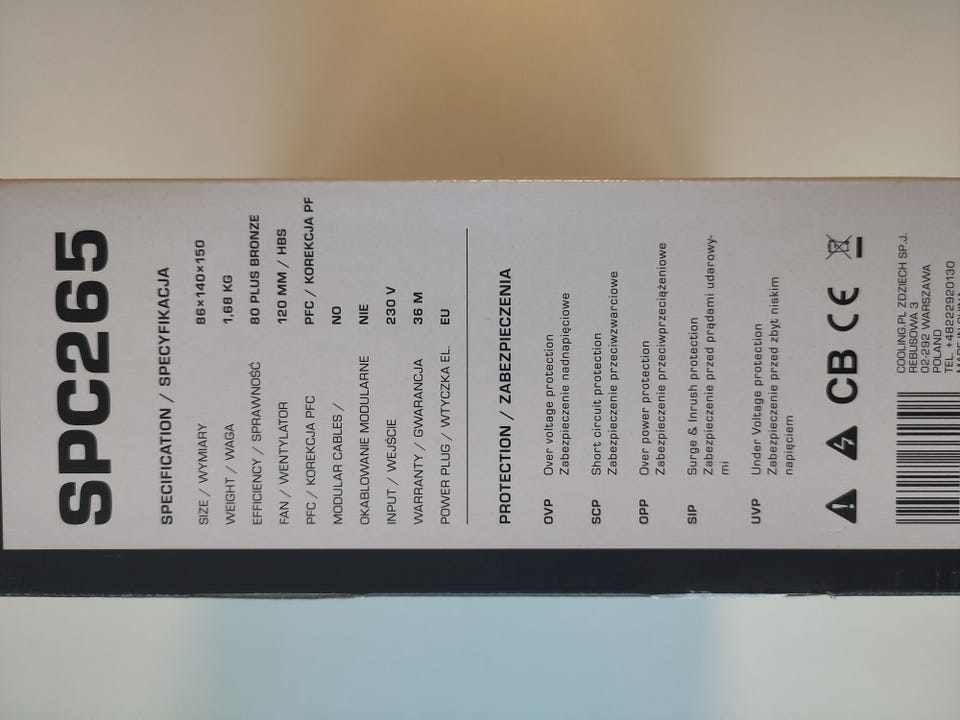 SPC265
SPECIFICATION / SPECYFIKACJA
SIZE / WYMIARY 86×140×150
WEIGHT / WAGA 1,68 KG
EFFICIENCY / SPRAWNOŚĆ 80 PLUS BRONZE
FAN / WENTYLATOR 120 MM / HBS
PFC / KOREKCJA PFC PFC / KOREKCJA PF
MODULAR CABLES / NO
OKABLOWANIE MODULARNE NIE
INPUT / WEJŚCIE 230 V
WARRANTY / GWARANCJA 36 M
POWER PLUG / WTYCZKA EL. EU
PROTECTION / ZABEZPIECZENIA
OVP Over voltage protection
Zabezpieczenie nadnapięciowe
SCP Short circuit protection
Zabezpieczenie przeciwzwarciowe
OPP Over power protection
Zabezpieczenie przeciwprzeciążeniowe
SIP Surge & Inrush protection
Zabezpieczenie przed prądami udarowy-
mi
UVP Under Voltage protection
Zabezpieczenie przed zbyt niskim
napięciem
CB CE
COOLING.PL ZDZIECH SP.J.
REBUSOWA 3
02-292 WARSZAWA
POLAND
TEL +48222920130
MADE IN CHINA